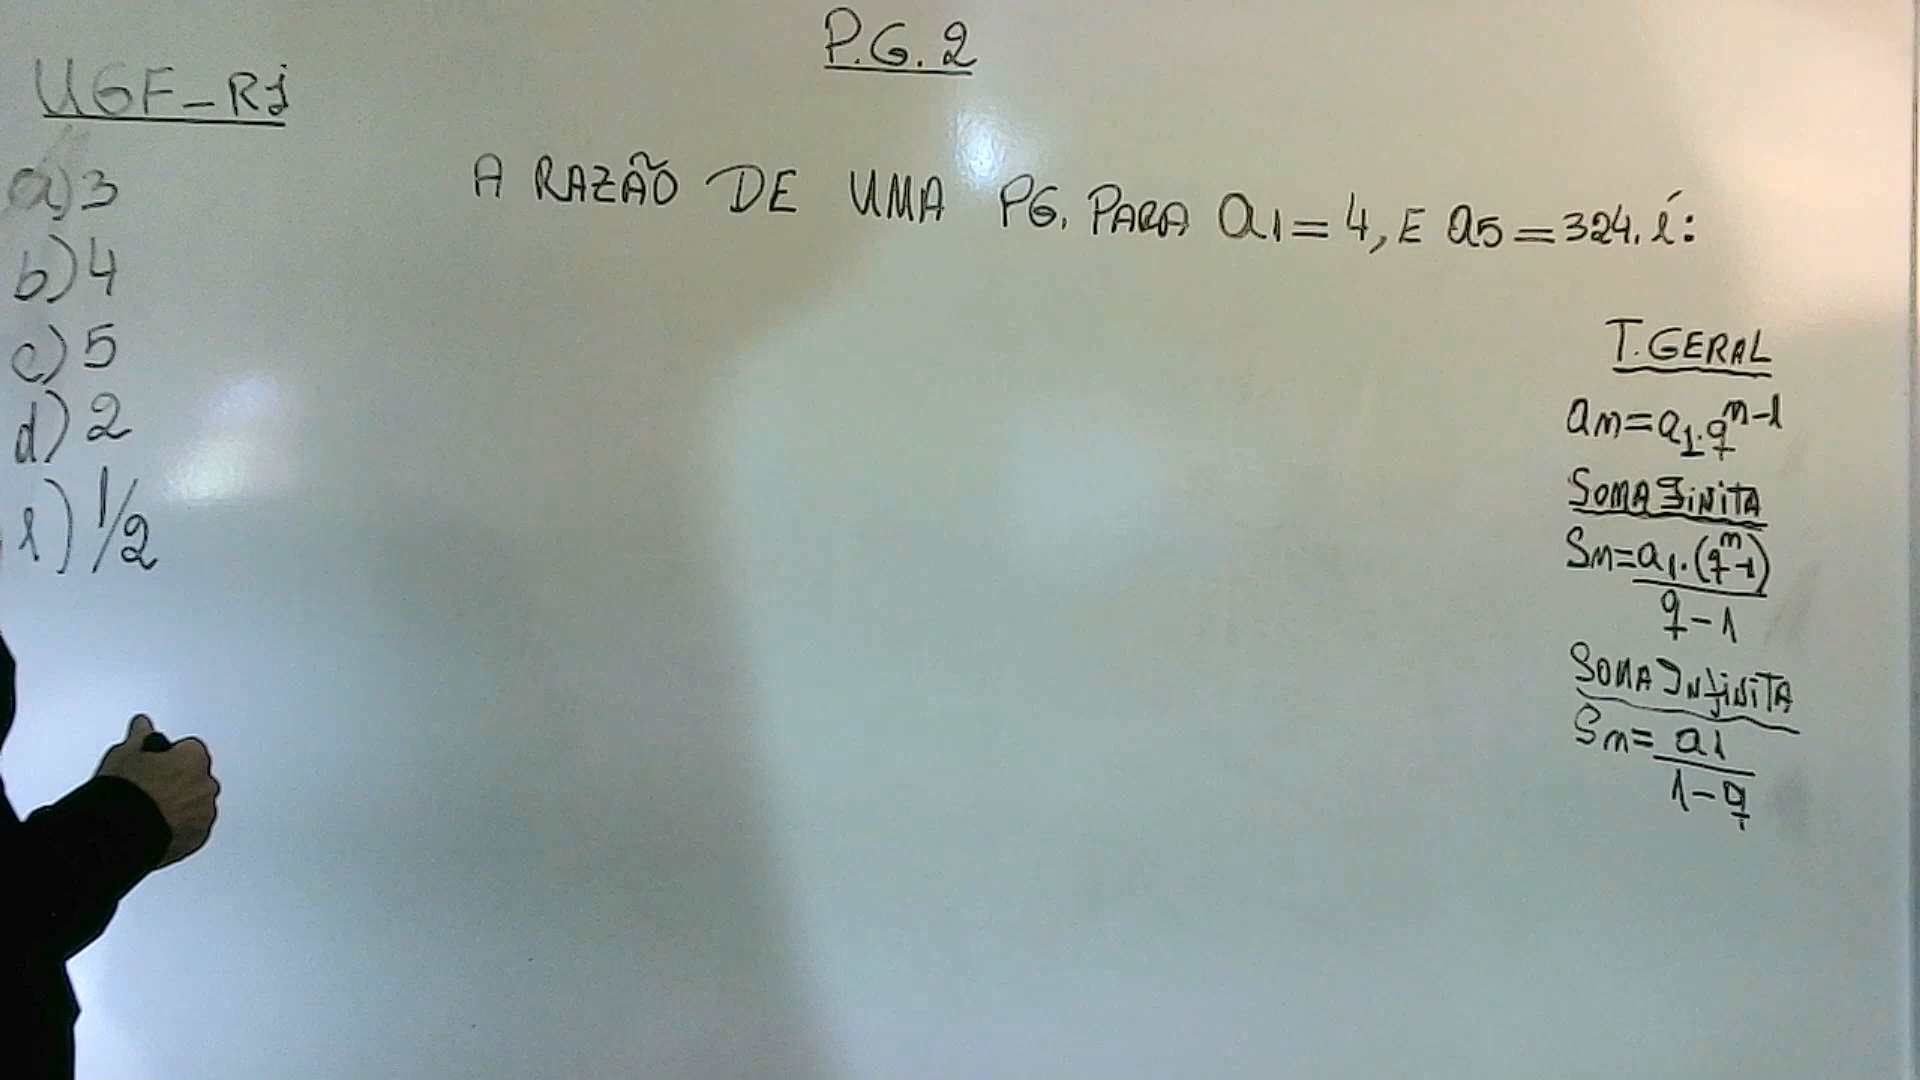 P.G.2
UGF-RJ
a) 3
b) 4
c) 5
d) 2
e) 1/2
A RAZÃO DE UMA PG. PARA a1=4, E a5=324. é:
T. GERAL
an=a1.q^n-1
SOMA FINITA
Sn=a1.(q^n-1)
q-1
SOMA INFINITA
Sn=a1
1-q